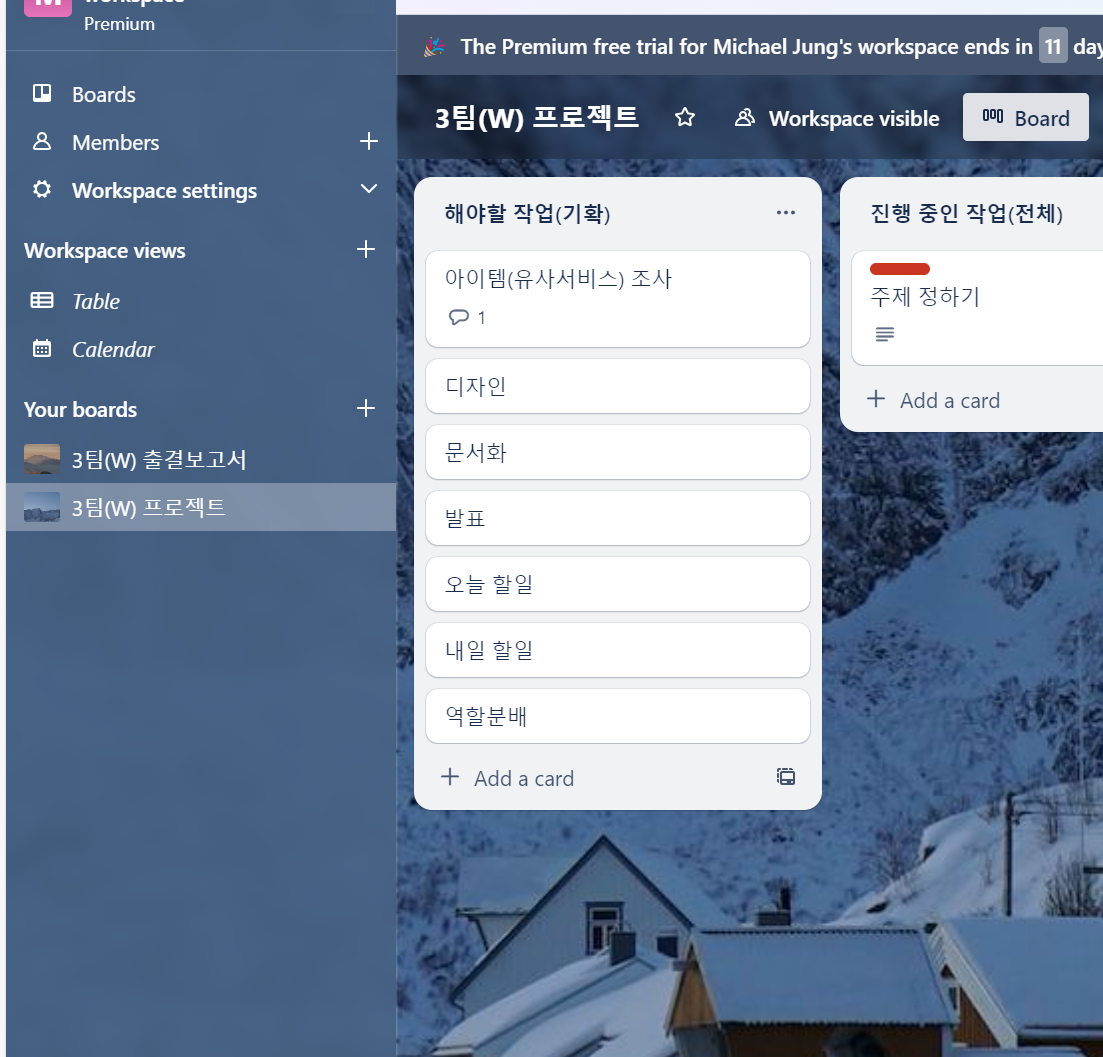 Premium
Boards
Members
Workspace settings
Workspace views
Table
Calendar
Your boards
3팀(W) 출결보고서
3팀(W) 프로젝트
The Premium free trial for Michael Jung's workspace ends in 11 day
3팀(W) 프로젝트
Workspace visible
Board
해야할 작업(기획)
아이템(유사서비스) 조사
1
디자인
문서화
발표
오늘 할일
내일 할일
역할분배
Add a card
진행 중인 작업(전체)
주제 정하기
Add a card